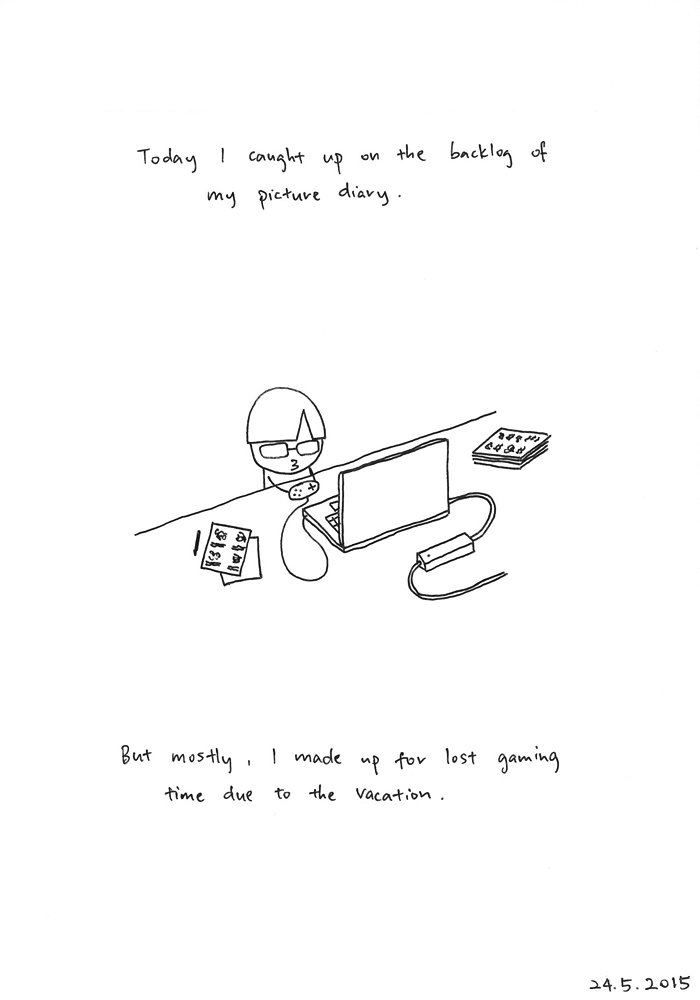 Today I caught up on the backlog of
my picture diary.
But mostly, I made up for lost gaming
time due to the vacation.
24.5.2015